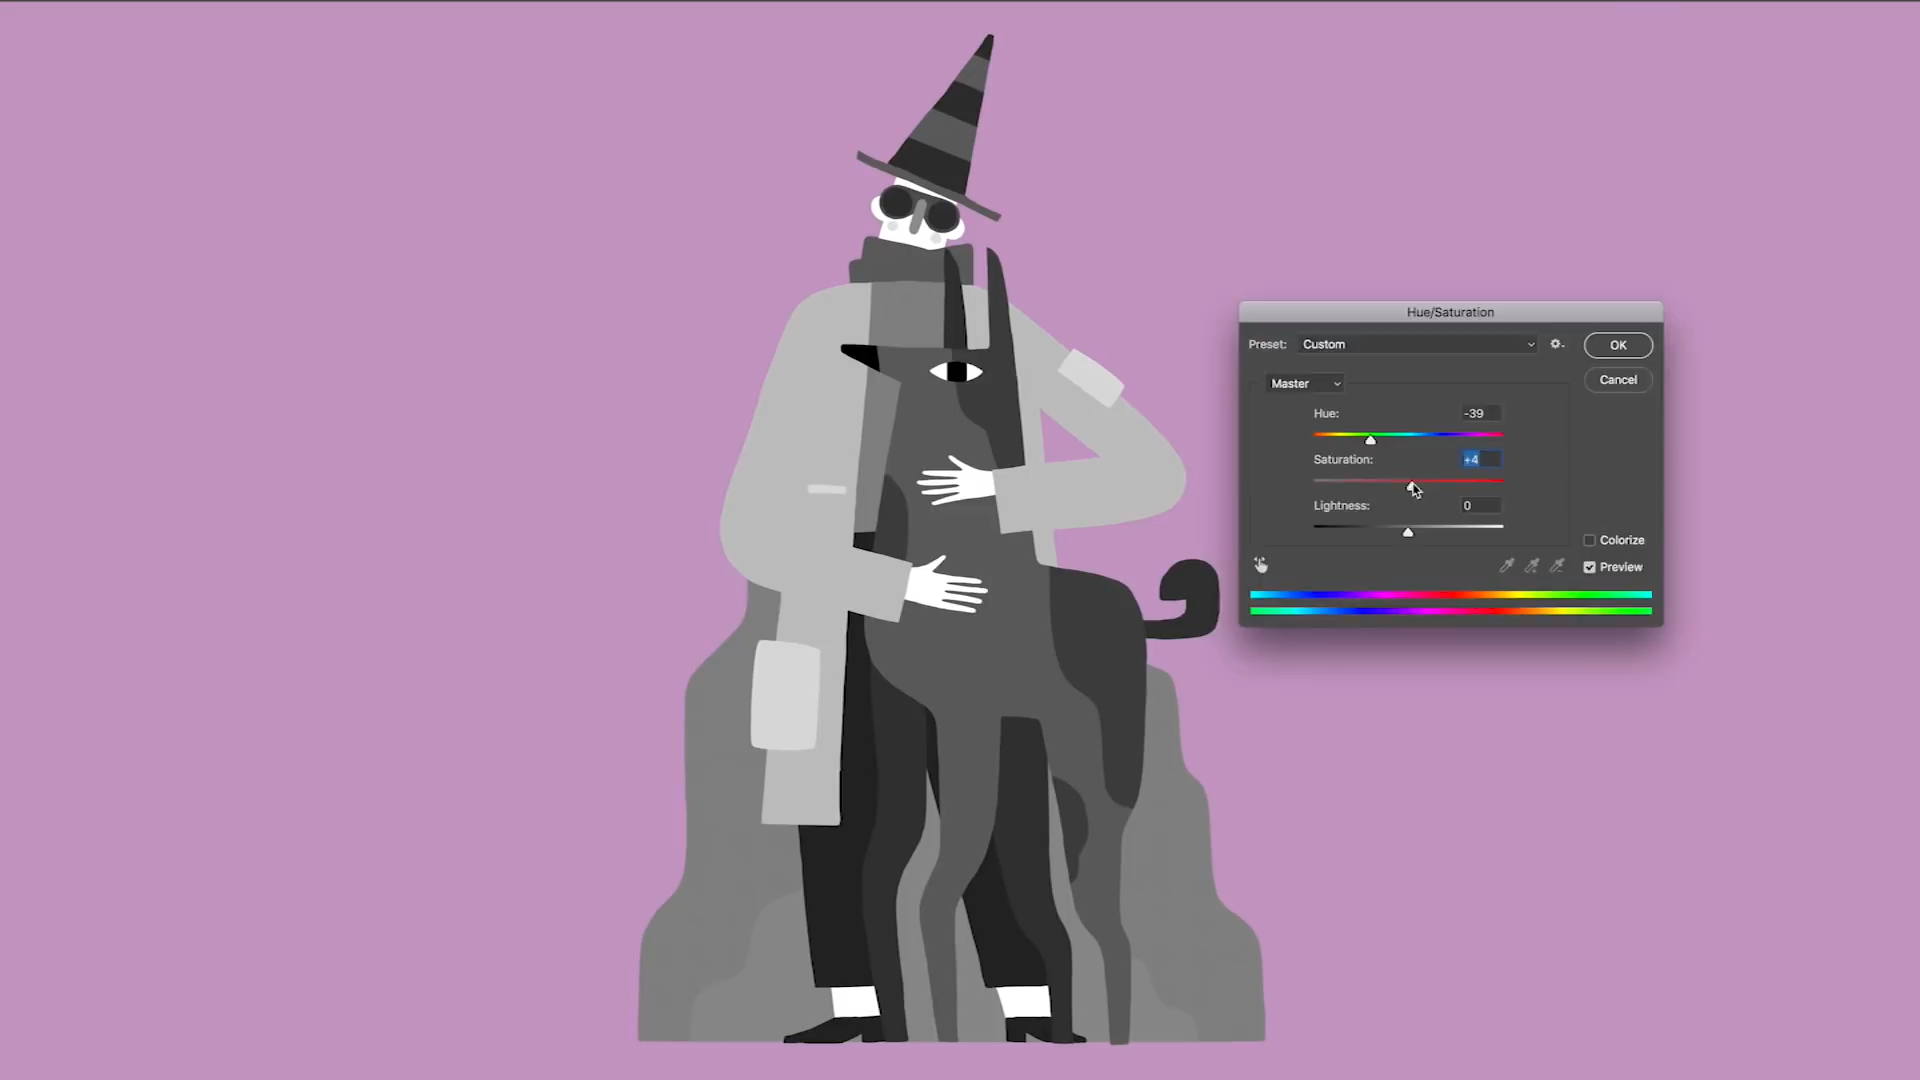 Hue/Saturation
Preset: Custom
OK
Master
Cancel
Hue: -39
Saturation: +4
Lightness: 0
Colorize
Preview